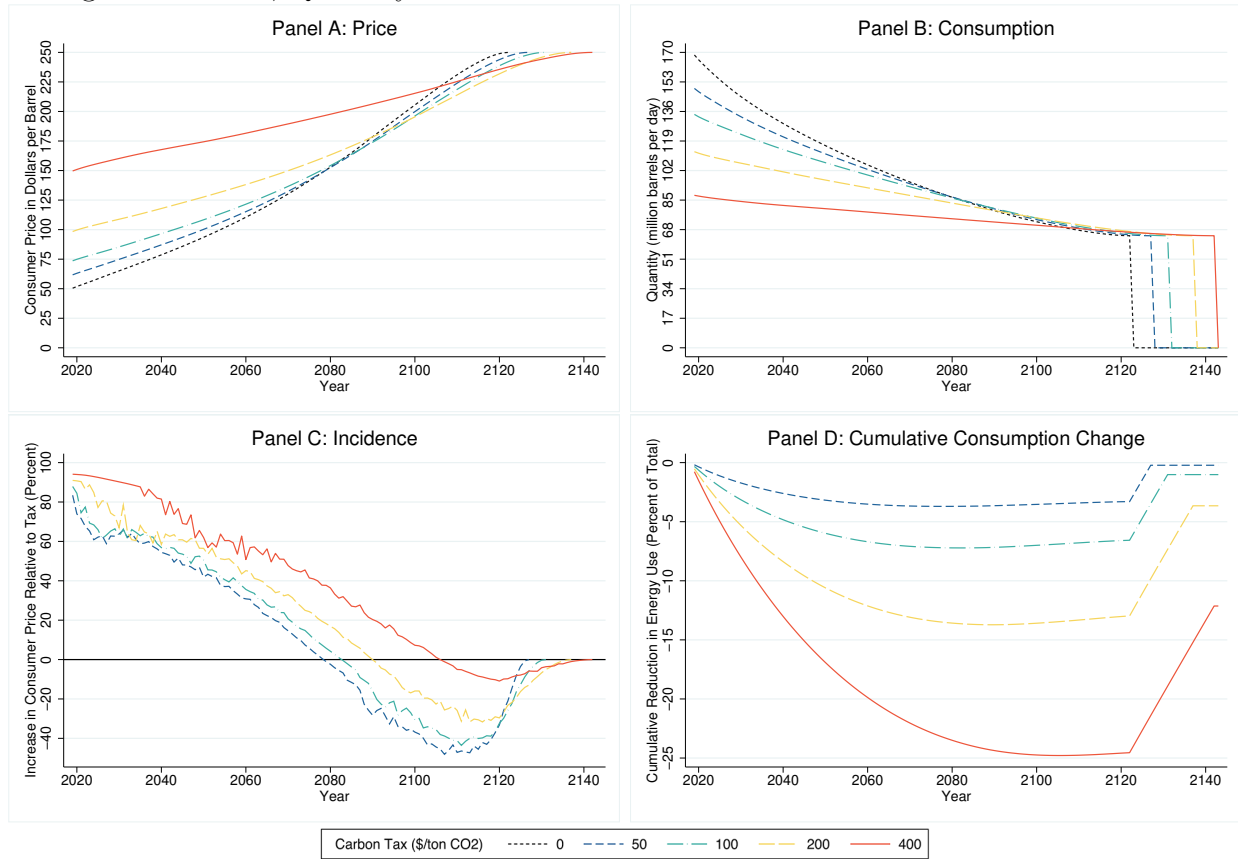 Panel A: Price
Consumer Price in Dollars per Barrel
250
225
200
175
150
125
100
75
50
25
0
2020 2040 2060 2080 2100 2120 2140
Year
Panel B: Consumption
Quantity (million barrels per day)
170
153
136
119
102
85
68
51
34
17
0
2020 2040 2060 2080 2100 2120 2140
Year
Panel C: Incidence
Increase in Consumer Price Relative to Tax (Percent)
100
80
60
40
20
0
-20
-40
2020 2040 2060 2080 2100 2120 2140
Year
Panel D: Cumulative Consumption Change
Cumulative Reduction in Energy Use (Percent of Total)
0
-5
-10
-15
-20
-25
2020 2040 2060 2080 2100 2120 2140
Year
Carbon Tax ($/ton CO2) 0 50 100 200 400